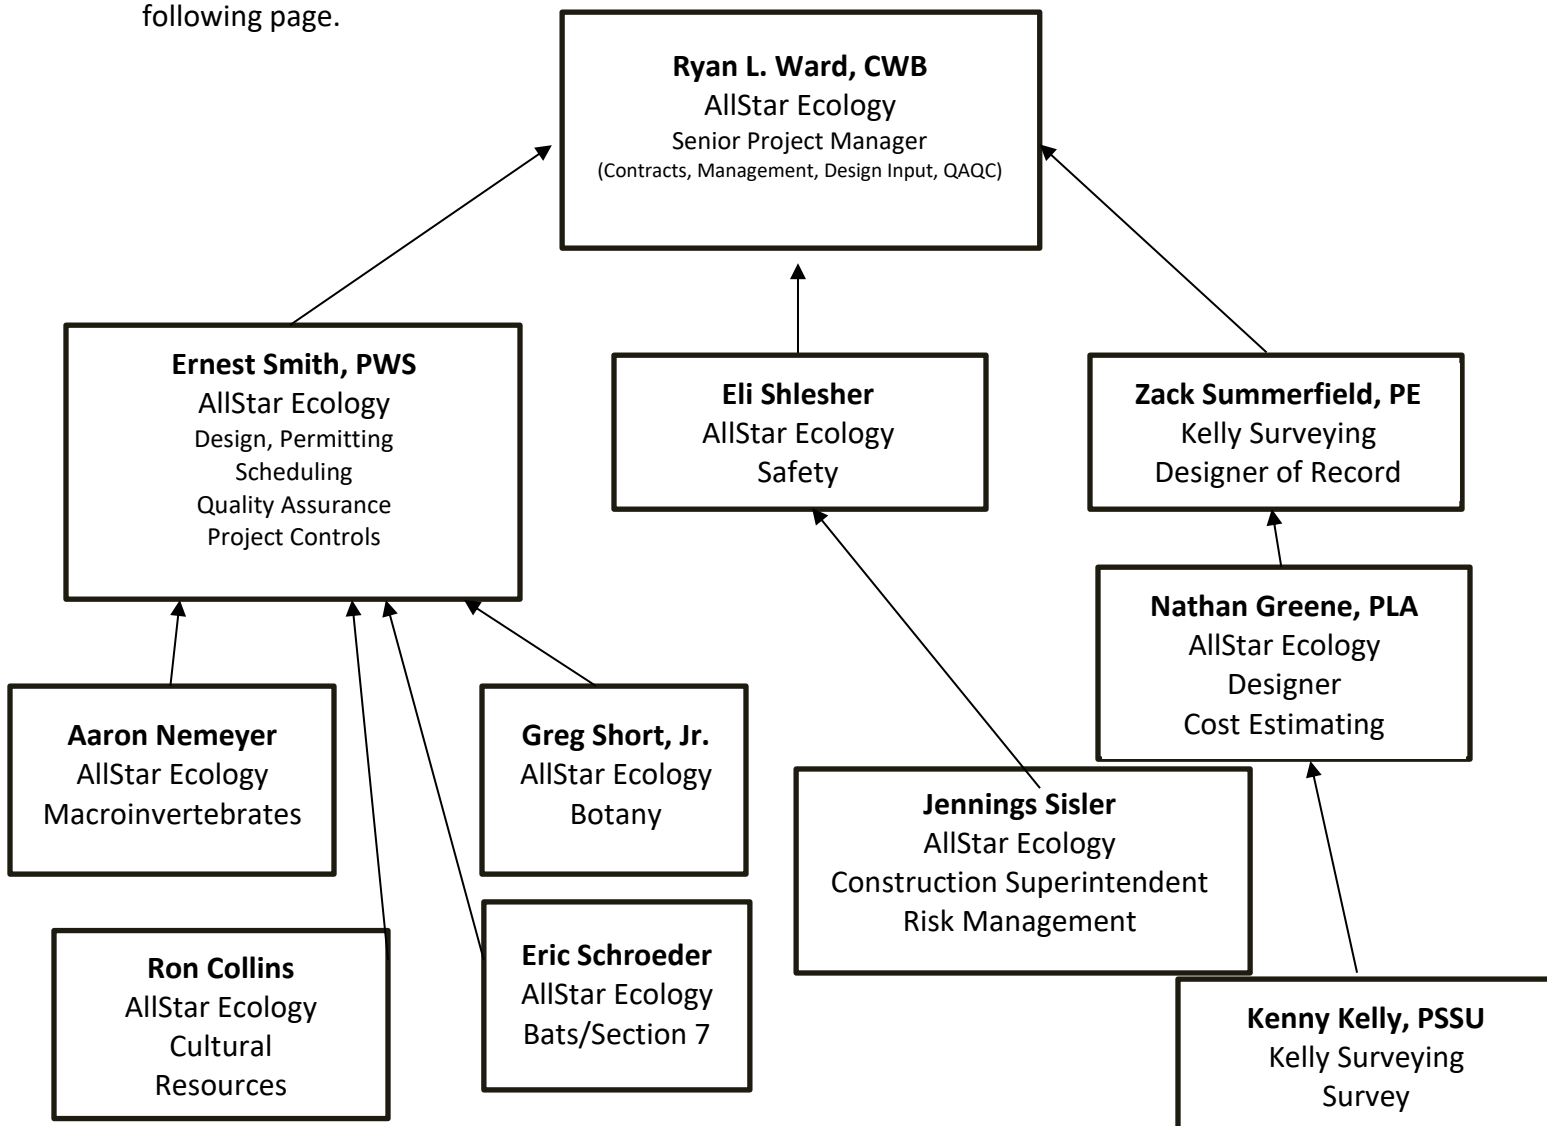 following page.
Ryan L. Ward, CWB
AllStar Ecology
Senior Project Manager
(Contracts, Management, Design Input, QAQC)
Ernest Smith, PWS
AllStar Ecology
Design, Permitting
Scheduling
Quality Assurance
Project Controls
Eli Shlesher
AllStar Ecology
Safety
Zack Summerfield, PE
Kelly Surveying
Designer of Record
Nathan Greene, PLA
AllStar Ecology
Designer
Cost Estimating
Aaron Nemeyer
AllStar Ecology
Macroinvertebrates
Greg Short, Jr.
AllStar Ecology
Botany
Jennings Sisler
AllStar Ecology
Construction Superintendent
Risk Management
Ron Collins
AllStar Ecology
Cultural
Resources
Eric Schroeder
AllStar Ecology
Bats/Section 7
Kenny Kelly, PSSU
Kelly Surveying
Survey